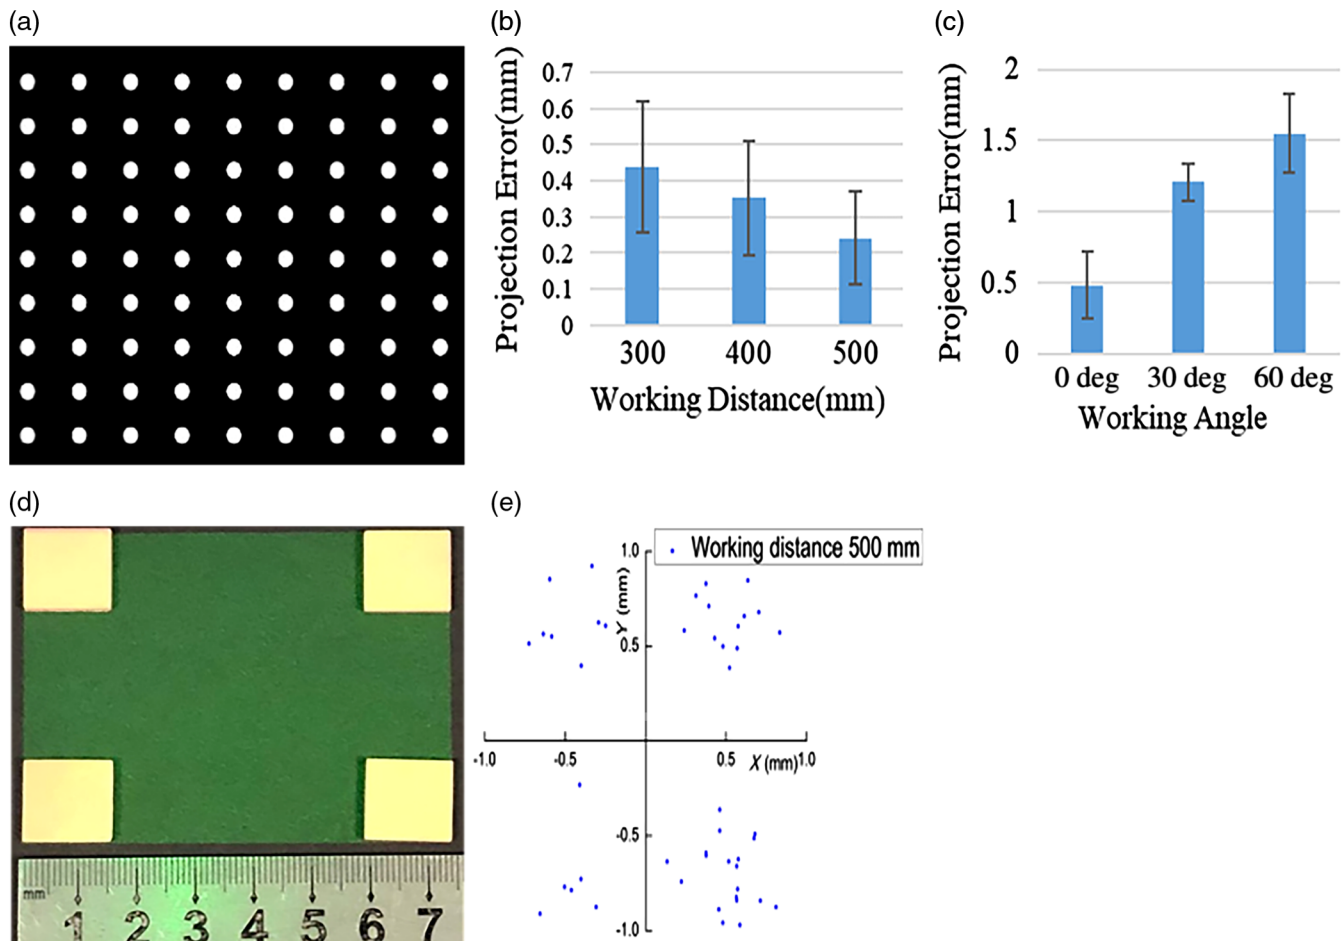 (a)
(b)
Projection Error(mm)
0.7
0.6
0.5
0.4
0.3
0.2
0.1
0
300 400 500
Working Distance(mm)
(c)
Projection Error(mm)
2
1.5
1
0.5
0
0 deg 30 deg 60 deg
Working Angle
(d)
mm
1 2 3 4 5 6 7
(e)
Working distance 500 mm
Y (mm)
1.0
0.5
-1.0 -0.5 0.5 X (mm) 1.0
-0.5
-1.0